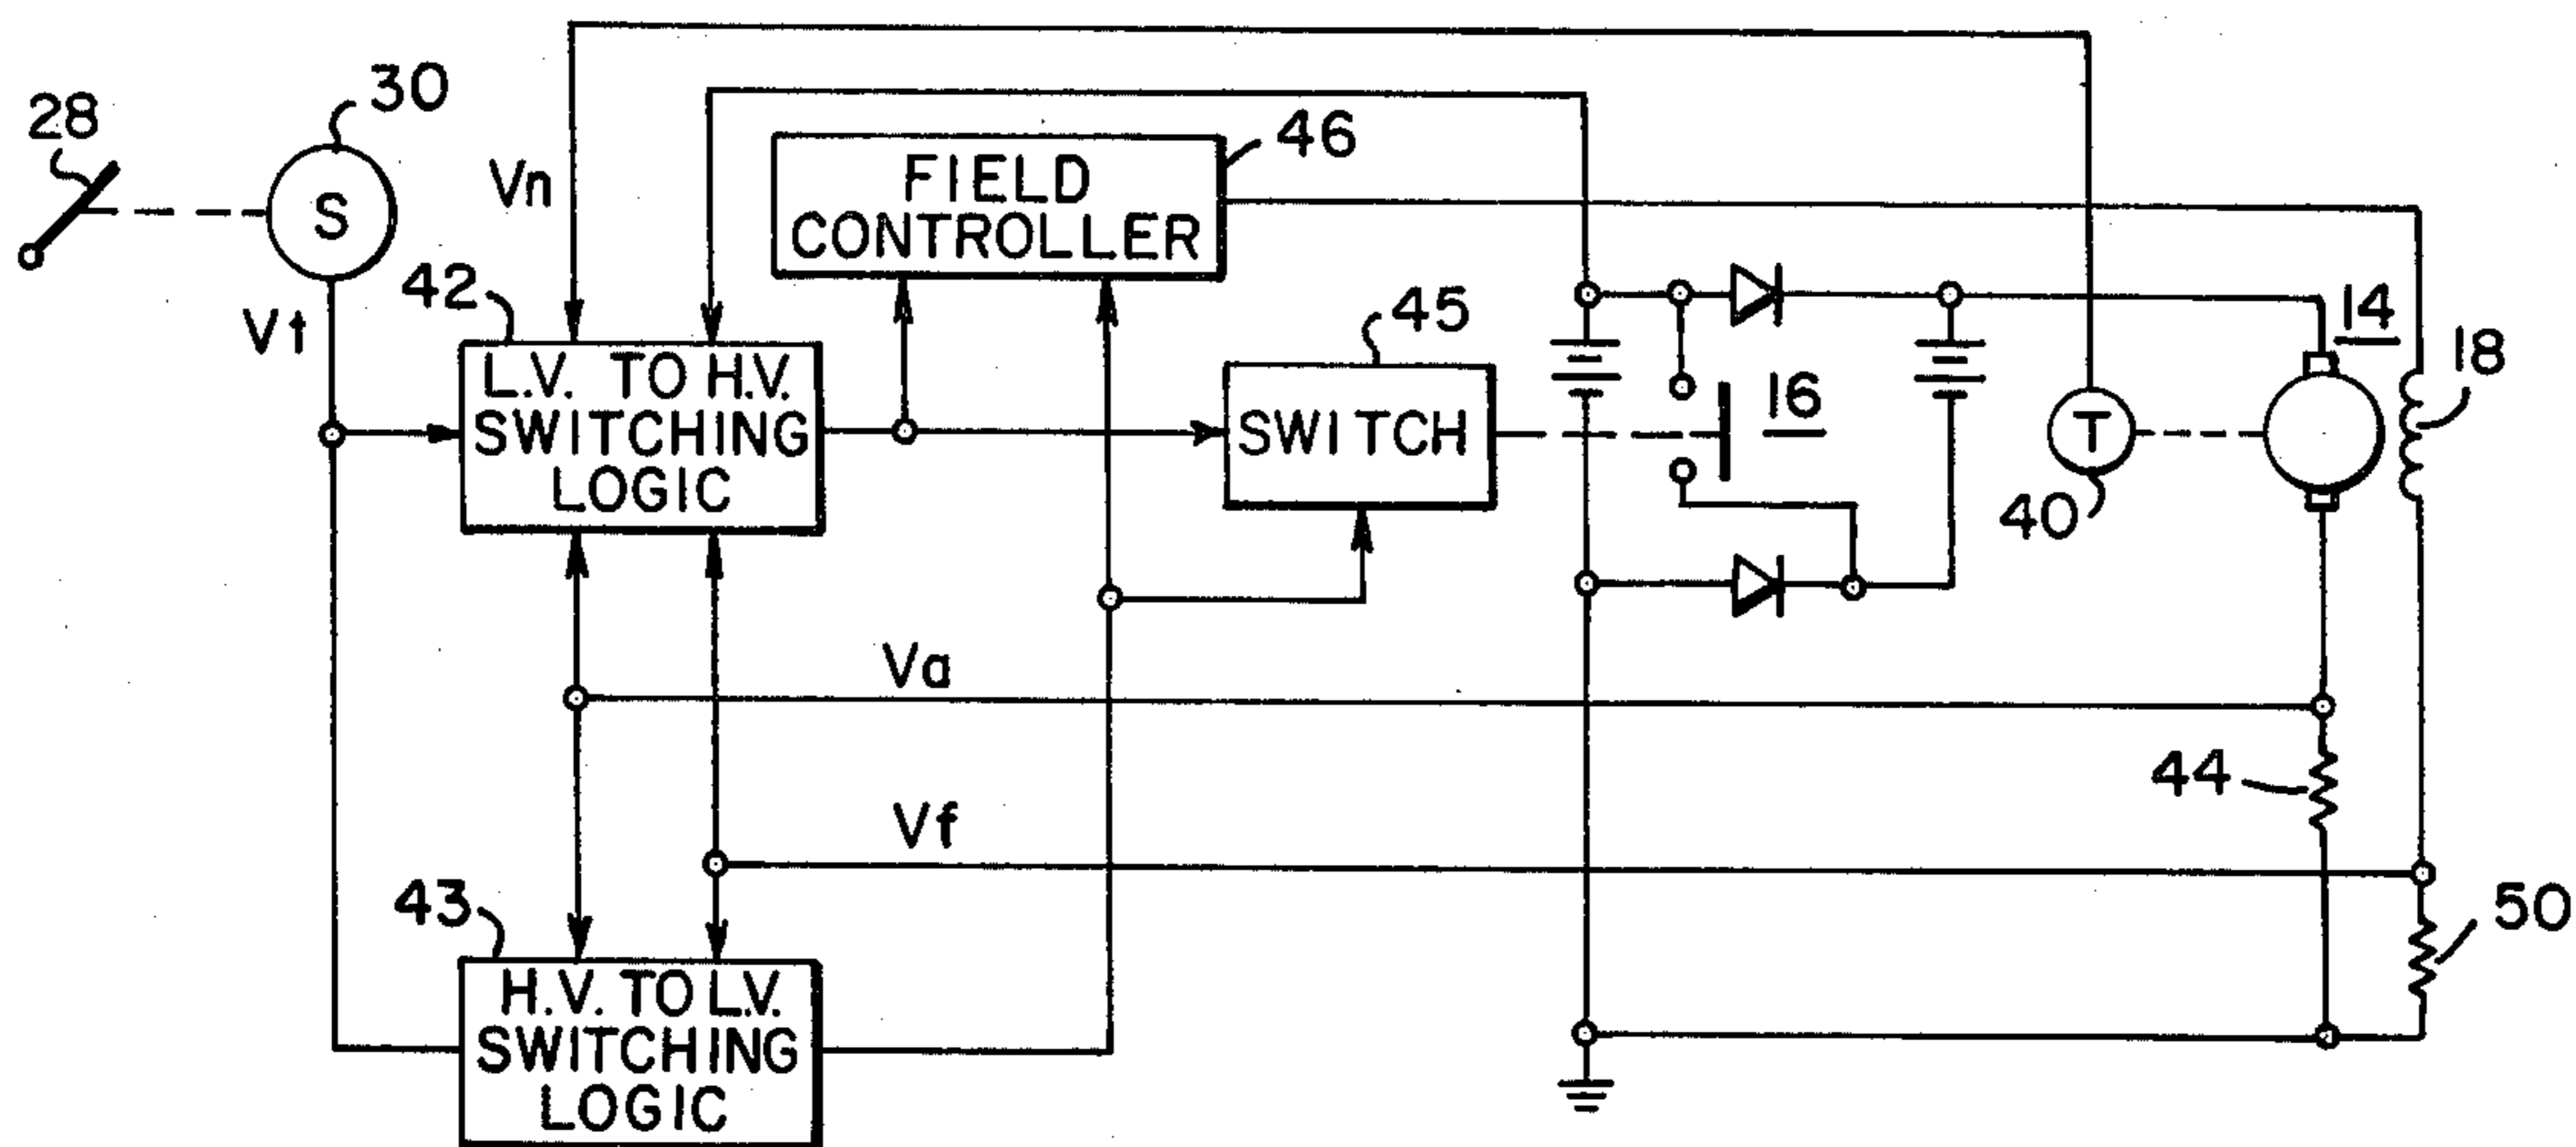 28
30
S
Vn
46
FIELD
CONTROLLER
42
Vt
L.V. TO H.V.
SWITCHING
LOGIC
45
SWITCH
16
14
18
T
40
Va
44
Vf
43
H.V. TO L.V.
SWITCHING
LOGIC
50